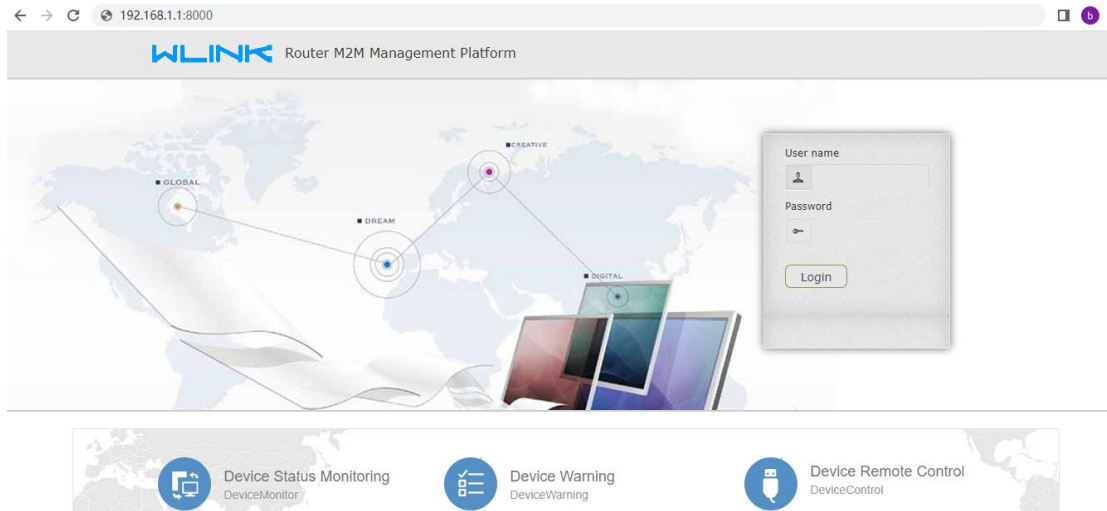 192.168.1.1:8000
b
WLINK Router M2M Management Platform
CREATIVE
GLOBAL
DREAM
DIGITAL
User name
Password
Login
Device Status Monitoring
DeviceMonitor
Device Warning
DeviceWarning
Device Remote Control
DeviceControl